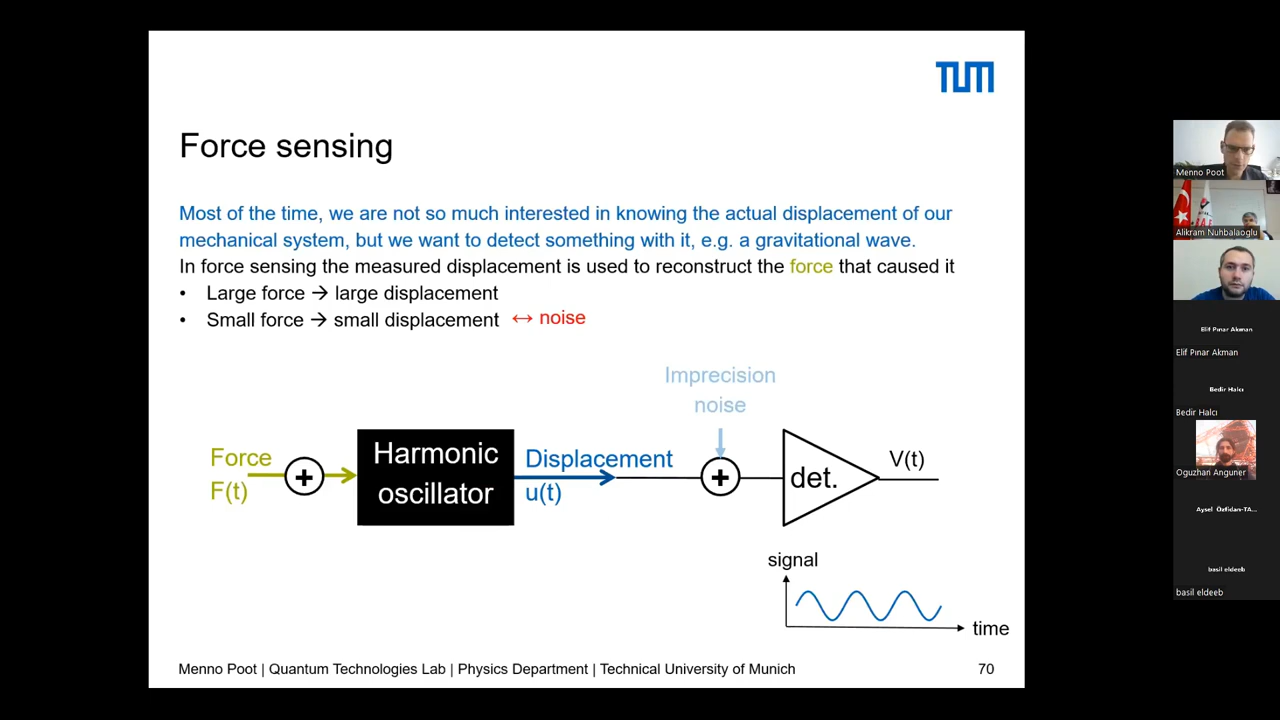 TUM
Force sensing
Most of the time, we are not so much interested in knowing the actual displacement of our
mechanical system, but we want to detect something with it, e.g. a gravitational wave.
In force sensing the measured displacement is used to reconstruct the force that caused it
• Large force → large displacement
• Small force → small displacement ↔ noise
Imprecision
noise
Force
F(t)
+
Harmonic
oscillator
Displacement
u(t)
+
det.
V(t)
signal
time
Menno Poot | Quantum Technologies Lab | Physics Department | Technical University of Munich
70
Menno Poot
Alikram Nuhbalaoglu
Elif Pınar Akman
Elif Pınar Akman
Bedir Halcı
Bedir Halcı
Oguzhan Anguner
Aysel Özfidan-TA...
basil eldeeb
basil eldeeb